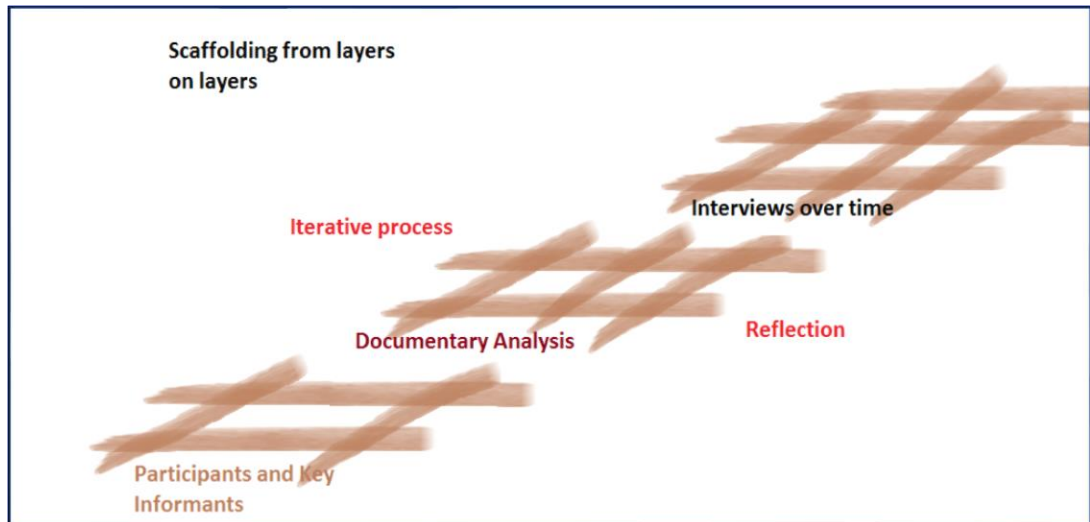 Scaffolding from layers
on layers
Interviews over time
Iterative process
Reflection
Documentary Analysis
Participants and Key
Informants